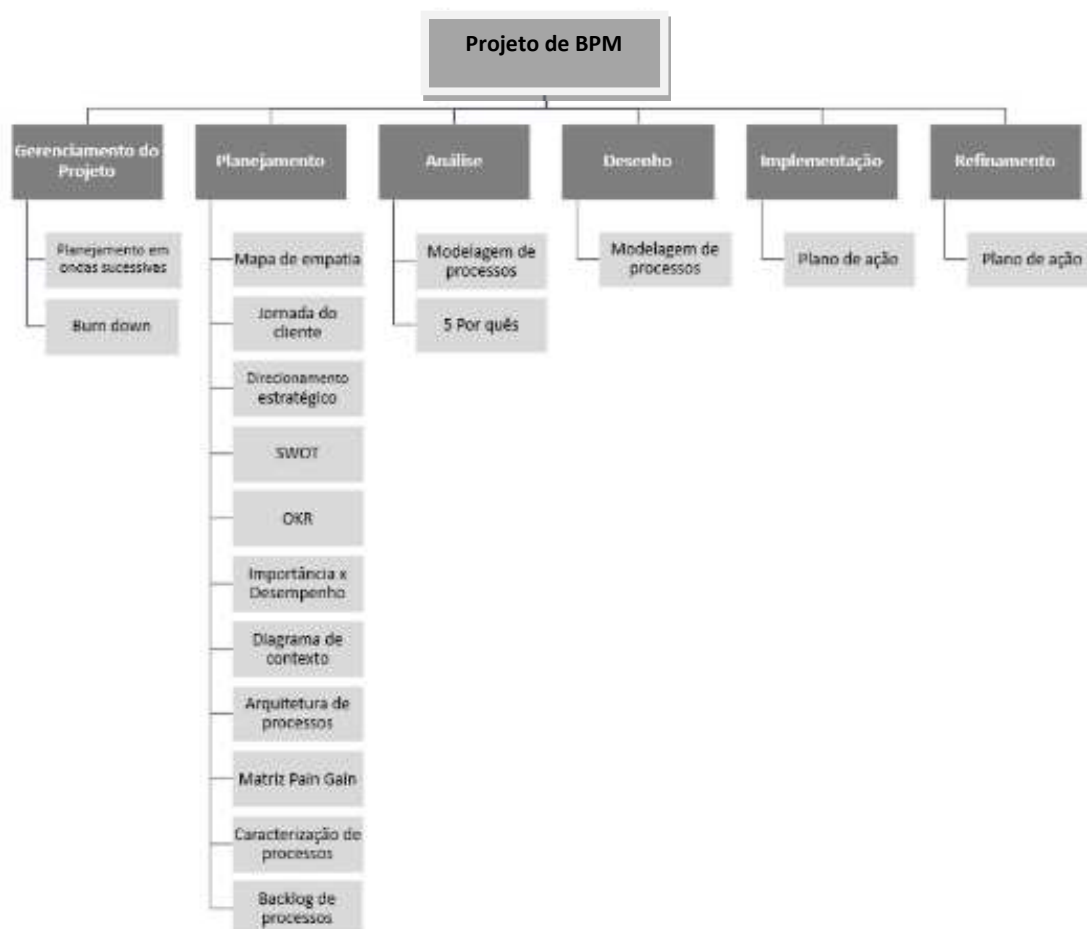 Projeto de BPM
Gerenciamento do
Projeto
Planejamento
Análise
Desenho
Implementação
Refinamento
Planejamento em
ondas sucessivas
Burn down
Mapa de empatia
Jornada do
cliente
Direcionamento
estratégico
SWOT
OKR
Importância x
Desempenho
Diagrama de
contexto
Arquitetura de
processos
Matriz Pain Gain
Caracterização de
processos
Backlog de
processos
Modelagem de
processos
5 Por quês
Modelagem de
processos
Plano de ação
Plano de ação